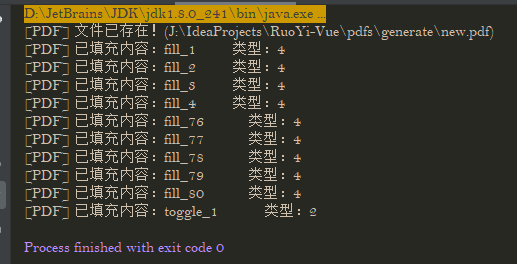 D:\JetBrains\JDK\jdk1.8.0_241\bin\java.exe ...
[PDF] 文件已存在！(J:\IdeaProjects\RuoYi-Vue\pdfs\generate\new.pdf)
[PDF] 已填充内容：fill_1 类型：4
[PDF] 已填充内容：fill_2 类型：4
[PDF] 已填充内容：fill_3 类型：4
[PDF] 已填充内容：fill_4 类型：4
[PDF] 已填充内容：fill_76 类型：4
[PDF] 已填充内容：fill_77 类型：4
[PDF] 已填充内容：fill_78 类型：4
[PDF] 已填充内容：fill_79 类型：4
[PDF] 已填充内容：fill_80 类型：4
[PDF] 已填充内容：toggle_1 类型：2
Process finished with exit code 0